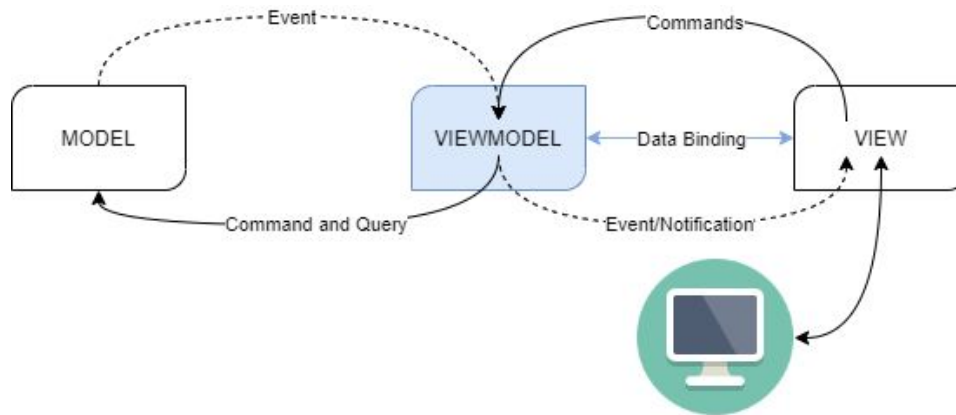 Event
Commands
MODEL
VIEWMODEL
Data Binding
VIEW
Command and Query
Event/Notification